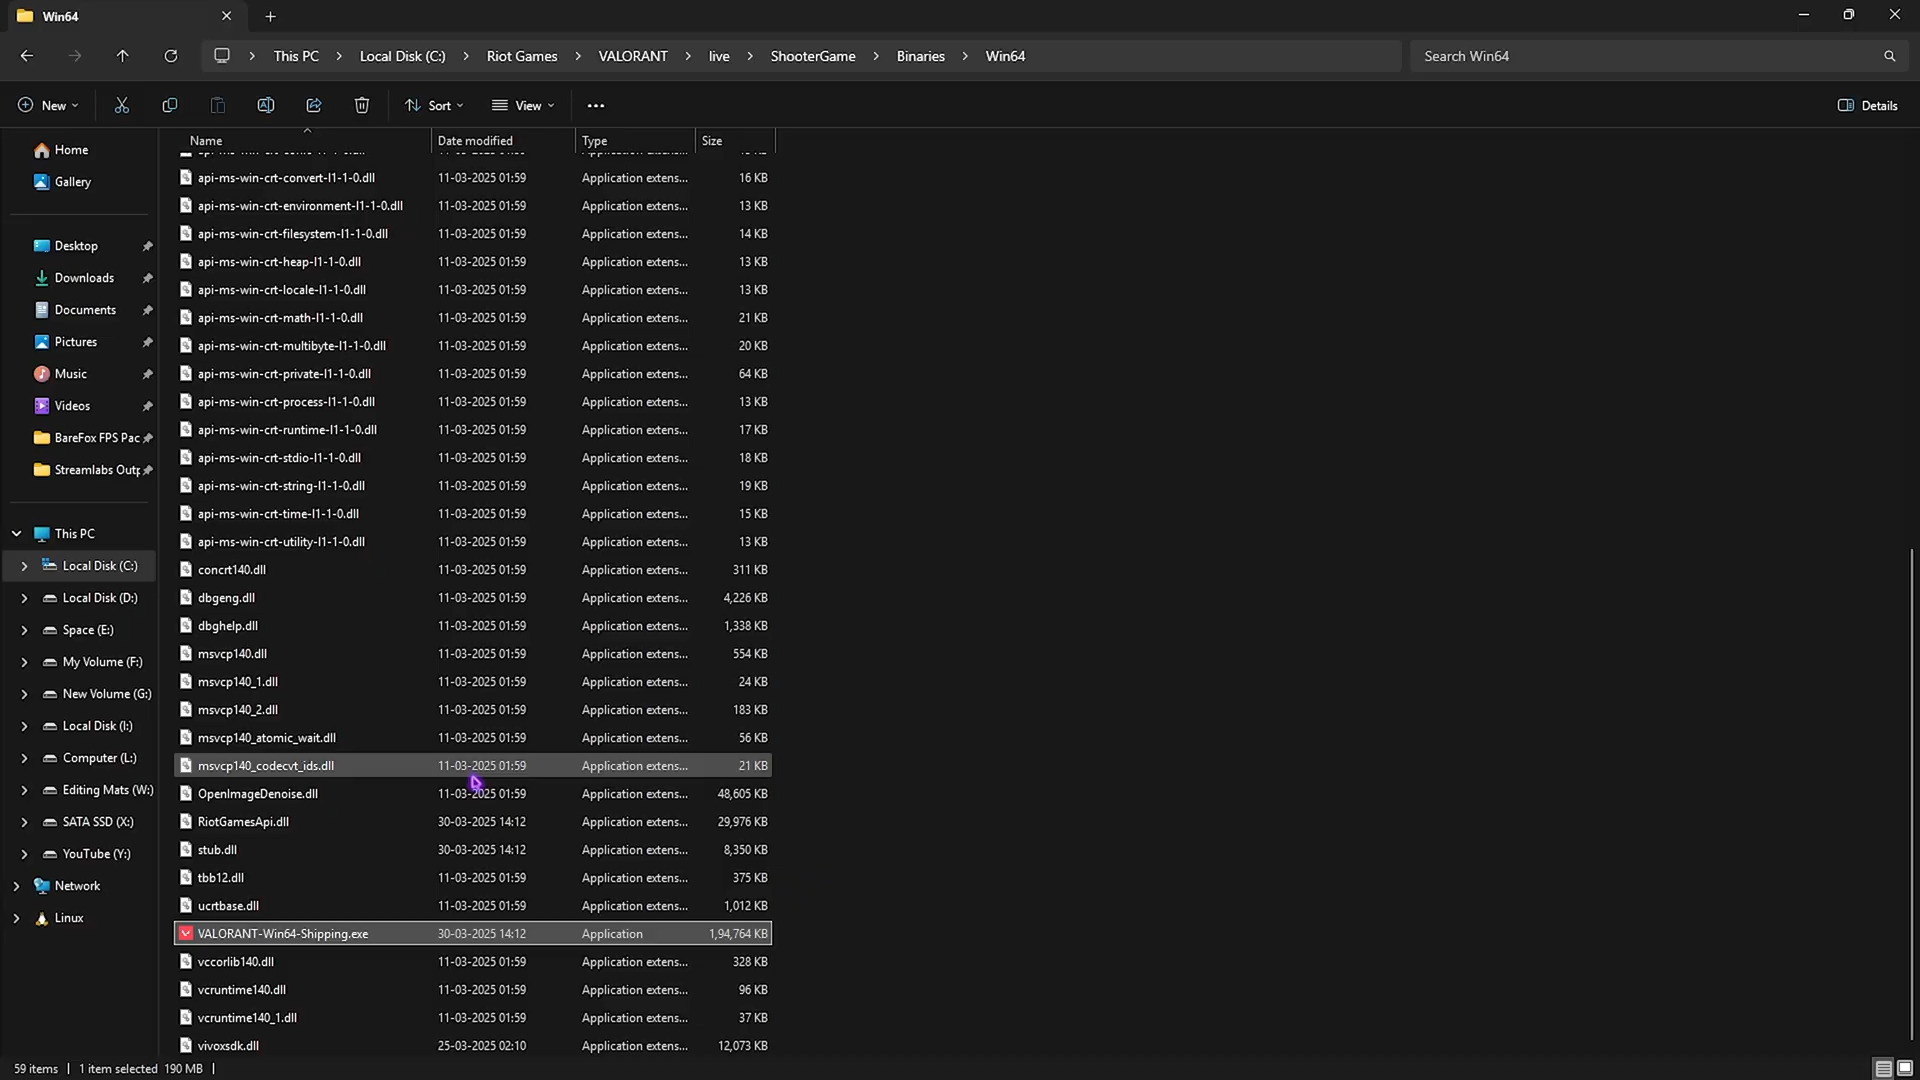 Win64
This PC > Local Disk (C:) > Riot Games > VALORANT > live > ShooterGame > Binaries > Win64
Search Win64
New
Sort
View
Details
Name Date modified Type Size
Home
Gallery
Desktop
Downloads
Documents
Pictures
Music
Videos
BareFox FPS Pac
Streamlabs Outp
This PC
Local Disk (C:)
Local Disk (D:)
Space (E:)
My Volume (F:)
New Volume (G:)
Local Disk (I:)
Computer (L:)
Editing Mats (W:)
SATA SSD (X:)
YouTube (Y:)
Network
Linux
api-ms-win-crt-convert-l1-1-0.dll 11-03-2025 01:59 Application extens... 16 KB
api-ms-win-crt-environment-l1-1-0.dll 11-03-2025 01:59 Application extens... 13 KB
api-ms-win-crt-filesystem-l1-1-0.dll 11-03-2025 01:59 Application extens... 14 KB
api-ms-win-crt-heap-l1-1-0.dll 11-03-2025 01:59 Application extens... 13 KB
api-ms-win-crt-locale-l1-1-0.dll 11-03-2025 01:59 Application extens... 13 KB
api-ms-win-crt-math-l1-1-0.dll 11-03-2025 01:59 Application extens... 21 KB
api-ms-win-crt-multibyte-l1-1-0.dll 11-03-2025 01:59 Application extens... 20 KB
api-ms-win-crt-private-l1-1-0.dll 11-03-2025 01:59 Application extens... 64 KB
api-ms-win-crt-process-l1-1-0.dll 11-03-2025 01:59 Application extens... 13 KB
api-ms-win-crt-runtime-l1-1-0.dll 11-03-2025 01:59 Application extens... 17 KB
api-ms-win-crt-stdio-l1-1-0.dll 11-03-2025 01:59 Application extens... 18 KB
api-ms-win-crt-string-l1-1-0.dll 11-03-2025 01:59 Application extens... 19 KB
api-ms-win-crt-time-l1-1-0.dll 11-03-2025 01:59 Application extens... 15 KB
api-ms-win-crt-utility-l1-1-0.dll 11-03-2025 01:59 Application extens... 13 KB
concrt140.dll 11-03-2025 01:59 Application extens... 311 KB
dbgeng.dll 11-03-2025 01:59 Application extens... 4,226 KB
dbghelp.dll 11-03-2025 01:59 Application extens... 1,338 KB
msvcp140.dll 11-03-2025 01:59 Application extens... 554 KB
msvcp140_1.dll 11-03-2025 01:59 Application extens... 24 KB
msvcp140_2.dll 11-03-2025 01:59 Application extens... 183 KB
msvcp140_atomic_wait.dll 11-03-2025 01:59 Application extens... 56 KB
msvcp140_codecvt_ids.dll 11-03-2025 01:59 Application extens... 21 KB
OpenImageDenoise.dll 11-03-2025 01:59 Application extens... 48,605 KB
RiotGamesApi.dll 30-03-2025 14:12 Application extens... 29,976 KB
stub.dll 30-03-2025 14:12 Application extens... 8,350 KB
tbb12.dll 11-03-2025 01:59 Application extens... 375 KB
ucrtbase.dll 11-03-2025 01:59 Application extens... 1,012 KB
VALORANT-Win64-Shipping.exe 30-03-2025 14:12 Application 1,94,764 KB
vccorlib140.dll 11-03-2025 01:59 Application extens... 328 KB
vcruntime140.dll 11-03-2025 01:59 Application extens... 96 KB
vcruntime140_1.dll 11-03-2025 01:59 Application extens... 37 KB
vivoxsdk.dll 25-03-2025 02:10 Application extens... 12,073 KB
59 items | 1 item selected 190 MB |